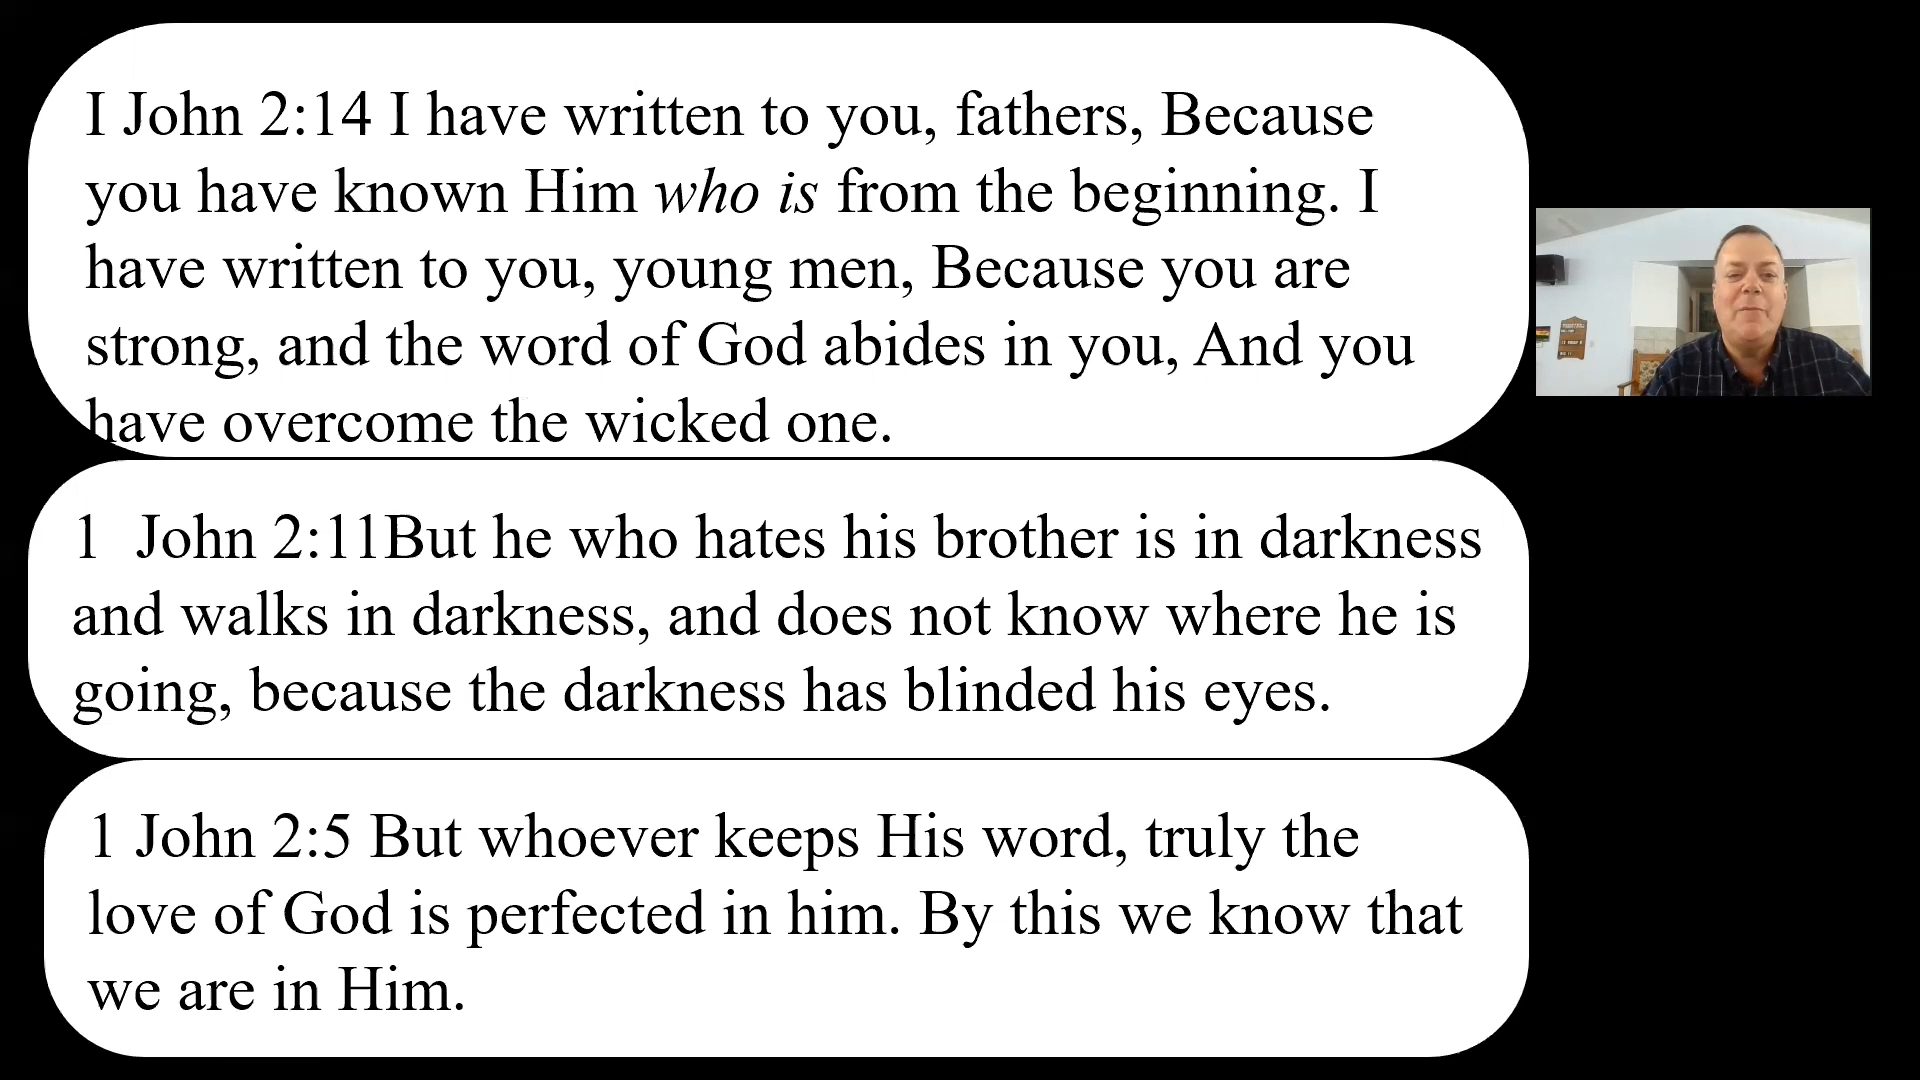 I John 2:14 I have written to you, fathers, Because
you have known Him who is from the beginning. I
have written to you, young men, Because you are
strong, and the word of God abides in you, And you
have overcome the wicked one.
1 John 2:11But he who hates his brother is in darkness
and walks in darkness, and does not know where he is
going, because the darkness has blinded his eyes.
1 John 2:5 But whoever keeps His word, truly the
love of God is perfected in him. By this we know that
we are in Him.